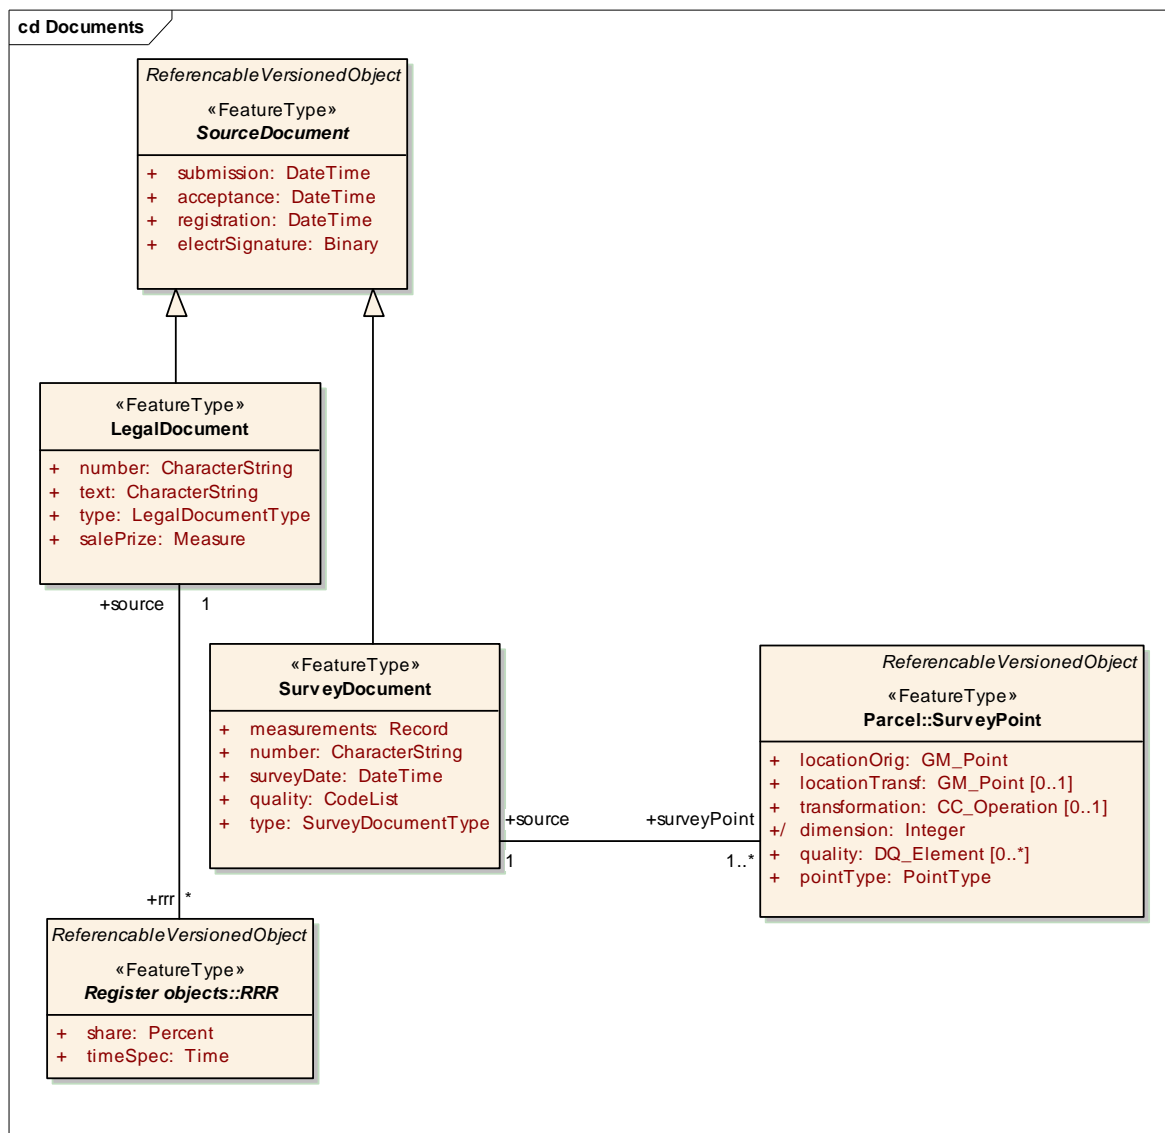 cd Documents
ReferencableVersionedObject
«FeatureType»
SourceDocument
+ submission: DateTime
+ acceptance: DateTime
+ registration: DateTime
+ electrSignature: Binary
«FeatureType»
LegalDocument
+ number: CharacterString
+ text: CharacterString
+ type: LegalDocumentType
+ salePrize: Measure
+source 1
«FeatureType»
SurveyDocument
+ measurements: Record
+ number: CharacterString
+ surveyDate: DateTime
+ quality: CodeList
+ type: SurveyDocumentType
+source +surveyPoint
1 1..*
ReferencableVersionedObject
«FeatureType»
Parcel::SurveyPoint
+ locationOrig: GM_Point
+ locationTransf: GM_Point [0..1]
+ transformation: CC_Operation [0..1]
+/ dimension: Integer
+ quality: DQ_Element [0..*]
+ pointType: PointType
+rrr *
ReferencableVersionedObject
«FeatureType»
Register objects::RRR
+ share: Percent
+ timeSpec: Time